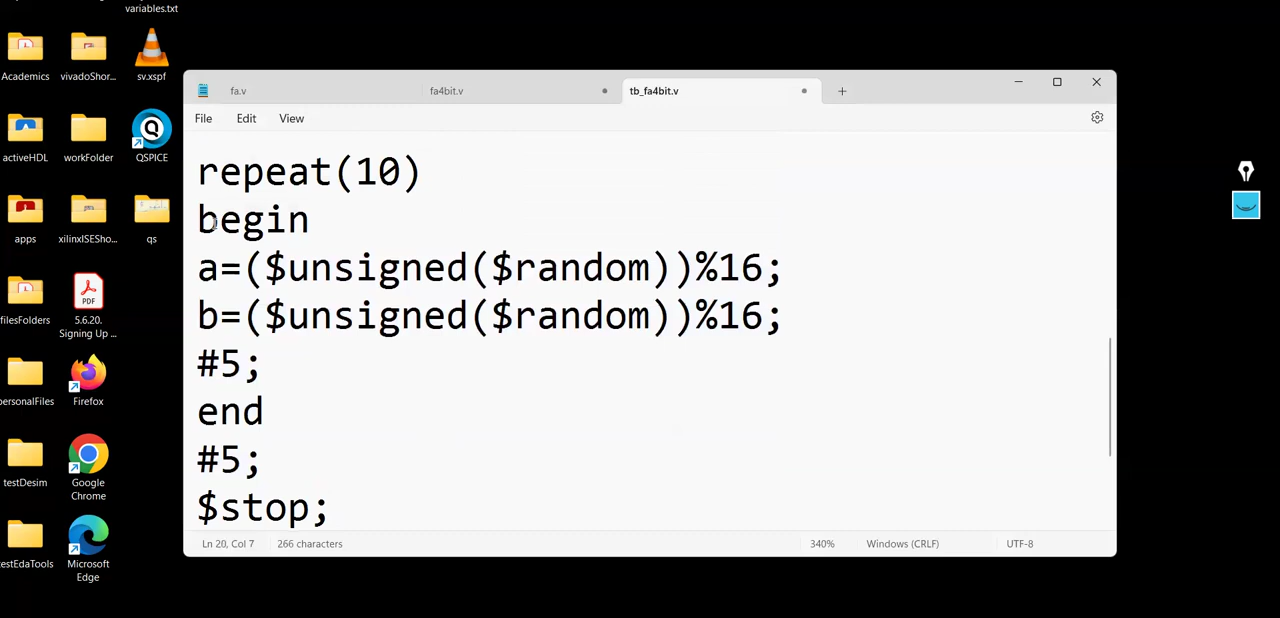 variables.txt
Academics
vivadoShor...
sv.xspf
activeHDL
workFolder
QSPICE
apps
xilinxISESho...
qs
filesFolders
PDF
5.6.20.
Signing Up ...
personalFiles
Firefox
testDesim
Google
Chrome
testEdaTools
Microsoft
Edge
fa.v
fa4bit.v
tb_fa4bit.v
File Edit View
repeat(10)
begin
a=($unsigned($random))%16;
b=($unsigned($random))%16;
#5;
end
#5;
$stop;
Ln 20, Col 7
266 characters
340%
Windows (CRLF)
UTF-8